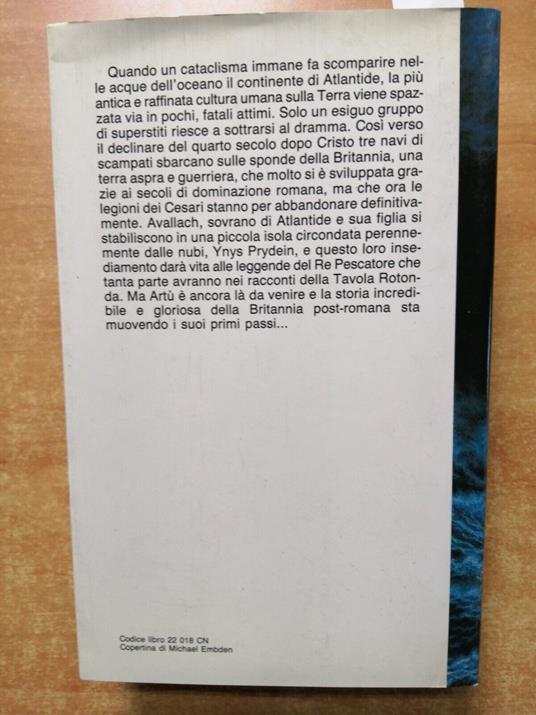 Quando un cataclisma immane fa scomparire nel-
le acque dell'oceano il continente di Atlantide, la più
antica e raffinata cultura umana sulla Terra viene spaz-
zata via in pochi, fatali attimi. Solo un esiguo gruppo
di superstiti riesce a sottrarsi al dramma. Così verso
il declinare del quarto secolo dopo Cristo tre navi di
scampati sbarcano sulle sponde della Britannia, una
terra aspra e guerriera, che molto si è sviluppata gra-
zie ai secoli di dominazione romana, ma che ora le
legioni dei Cesari stanno per abbandonare definitiva-
mente. Avallach, sovrano di Atlantide e sua figlia si
stabiliscono in una piccola isola circondata perenne-
mente dalle nubi, Ynys Prydein, e questo loro inse-
diamento darà vita alle leggende del Re Pescatore che
tanta parte avranno nei racconti della Tavola Roton-
da. Ma Artù è ancora là da venire e la storia incredi-
bile e gloriosa della Britannia post-romana sta
muovendo i suoi primi passi...
Codice libro 22 018 CN
Copertina di Michael Embden